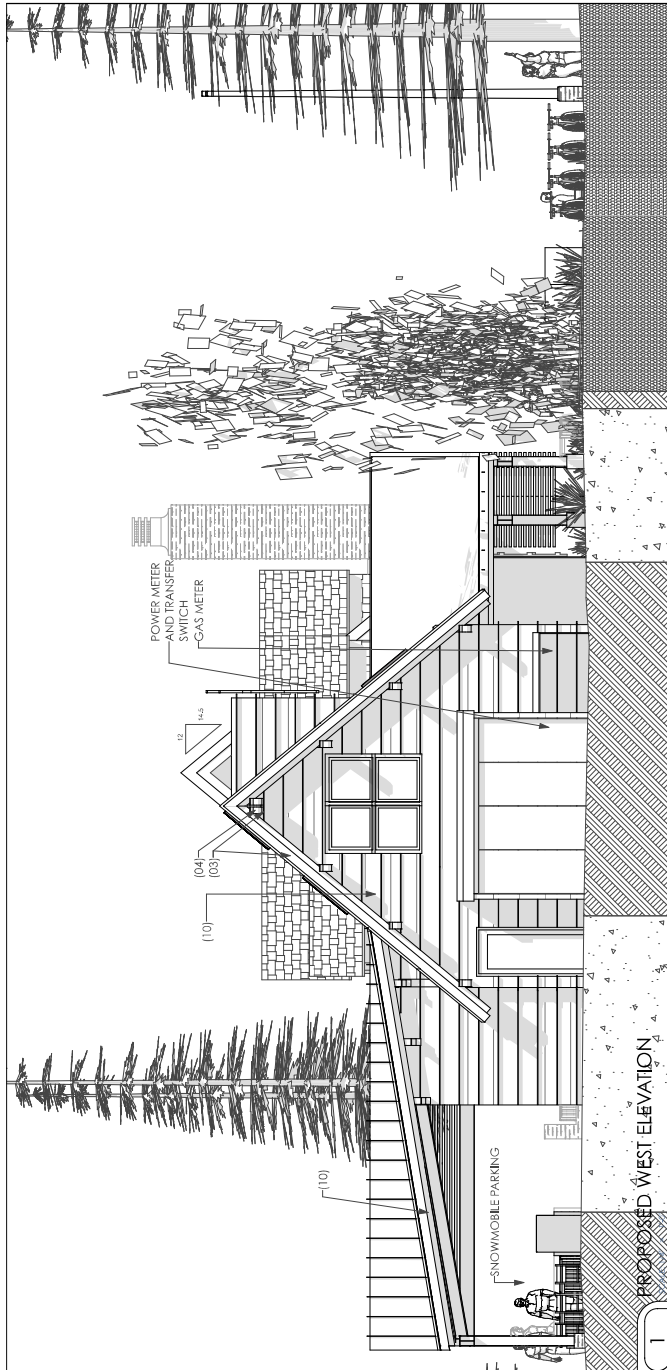 POWER METER
AND TRANSFER
SWITCH
GAS METER
12
14.5
(04)
(03)
(10)
(10)
SNOWMOBILE PARKING
1
PROPOSED WEST ELEVATION